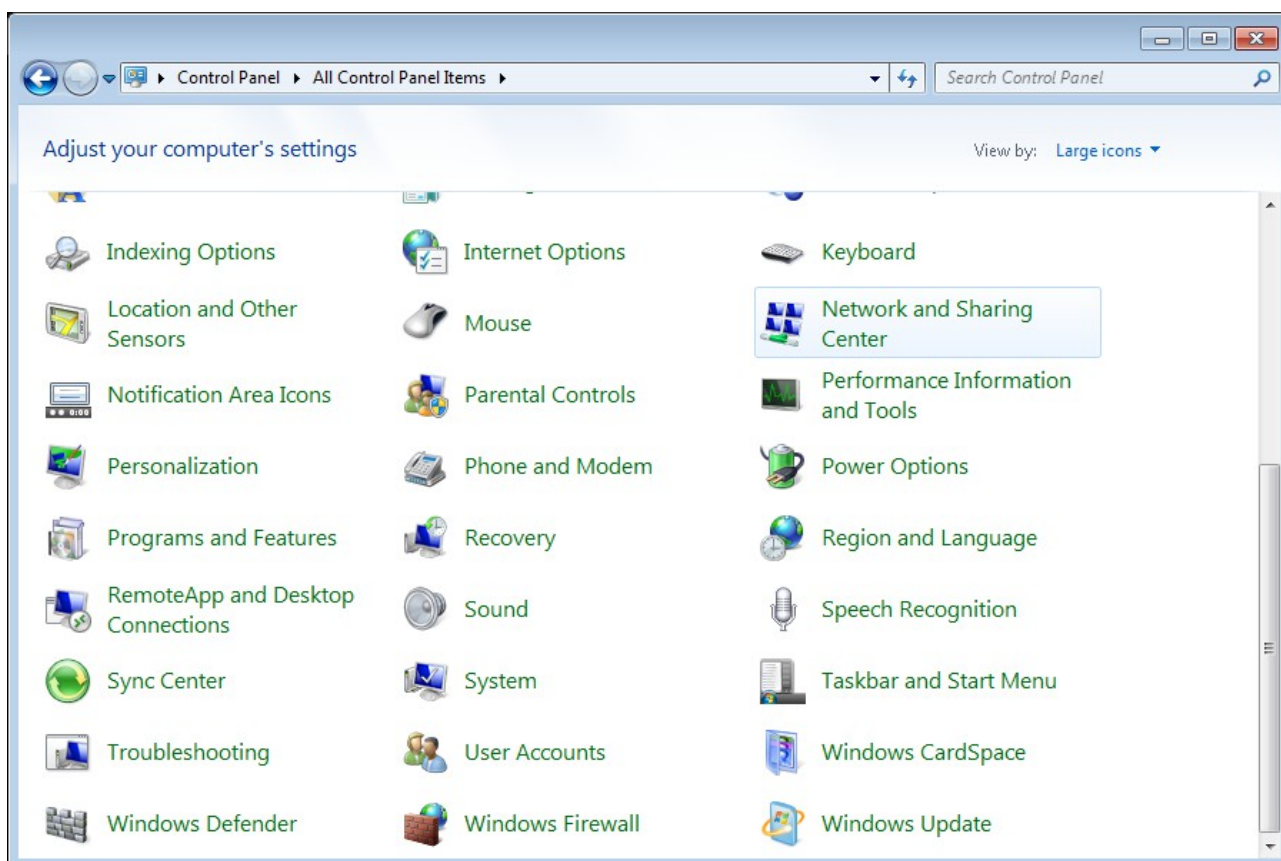 Control Panel ▸ All Control Panel Items ▸
Search Control Panel
Adjust your computer's settings
View by: Large icons
Indexing Options
Internet Options
Keyboard
Location and Other
Sensors
Mouse
Network and Sharing
Center
Notification Area Icons
Parental Controls
Performance Information
and Tools
Personalization
Phone and Modem
Power Options
Programs and Features
Recovery
Region and Language
RemoteApp and Desktop
Connections
Sound
Speech Recognition
Sync Center
System
Taskbar and Start Menu
Troubleshooting
User Accounts
Windows CardSpace
Windows Defender
Windows Firewall
Windows Update